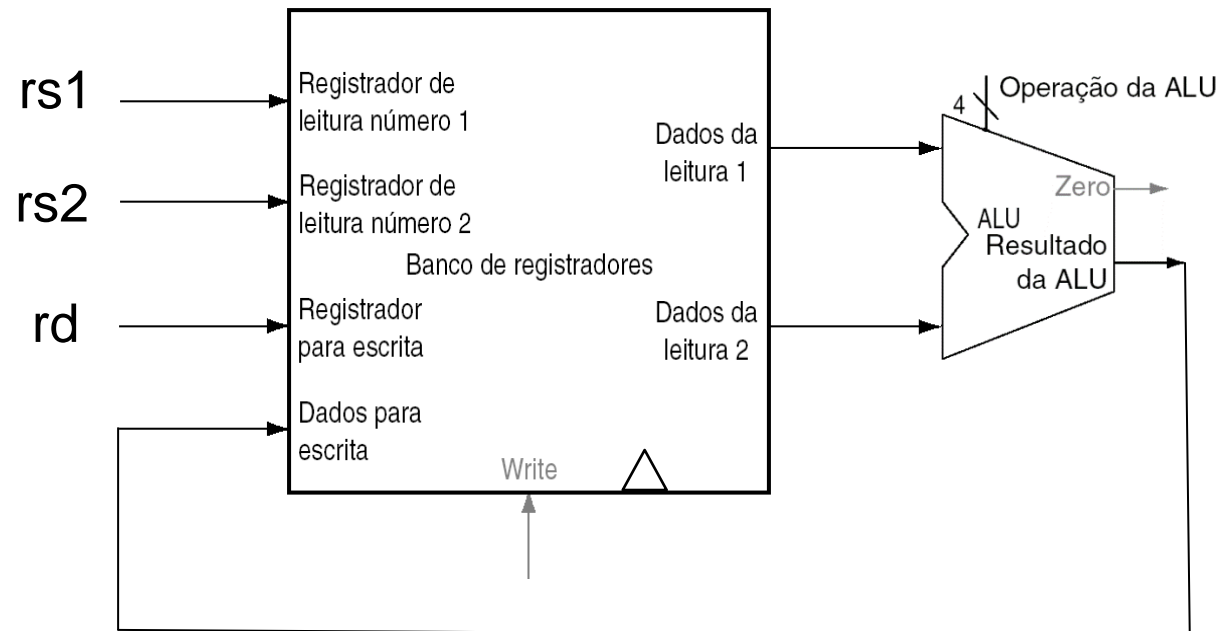 rs1
Registrador de
leitura número 1
rs2
Registrador de
leitura número 2
Banco de registradores
rd
Registrador
para escrita
Dados para
escrita
Write
Dados da
leitura 1
Dados da
leitura 2
4
Operação da ALU
Zero
ALU
Resultado
da ALU